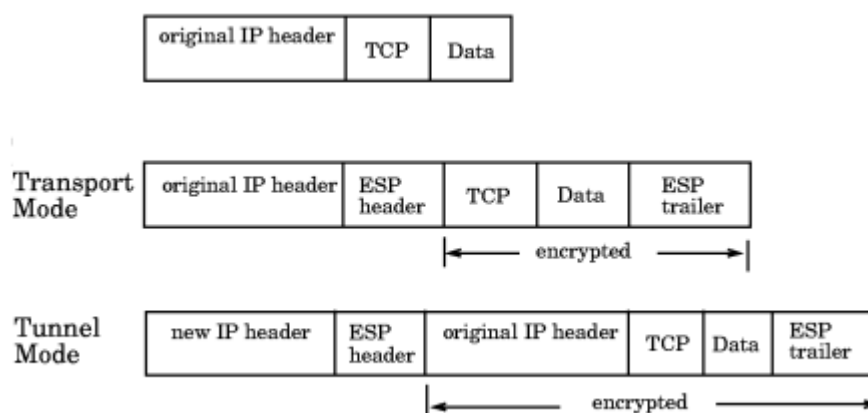 original IP header TCP Data
Transport Mode
original IP header ESP header TCP Data ESP trailer
encrypted
Tunnel Mode
new IP header ESP header original IP header TCP Data ESP trailer
encrypted